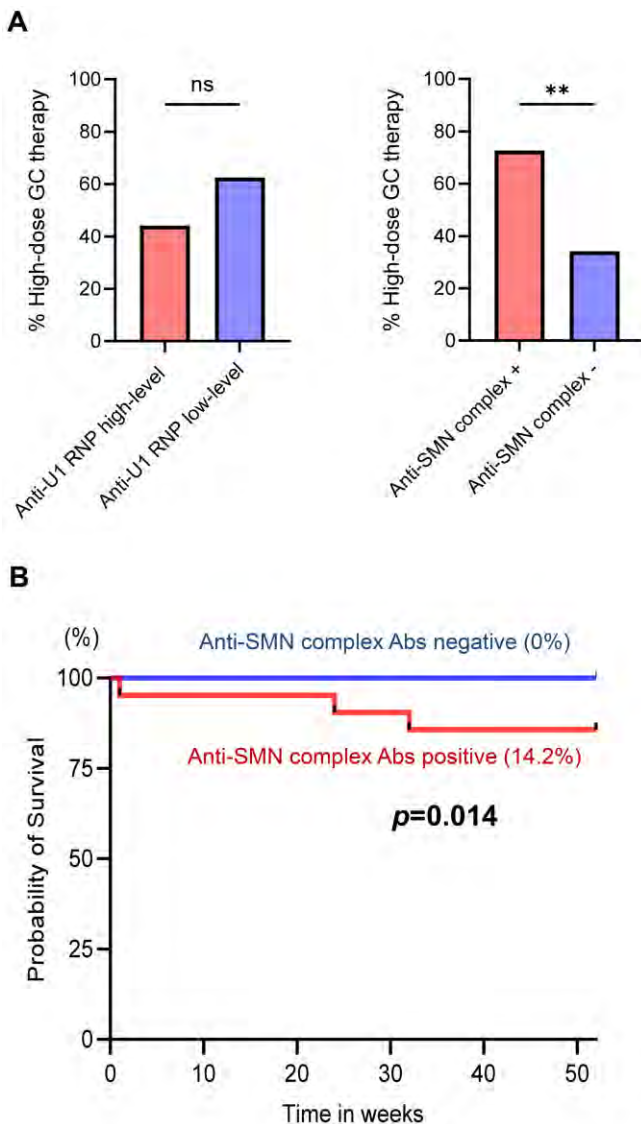 A
% High-dose GC therapy
100
80
60
40
20
0
ns
Anti-U1 RNP high-level
Anti-U1 RNP low-level
% High-dose GC therapy
100
80
60
40
20
0
**
Anti-SMN complex +
Anti-SMN complex -
B
(%)
Probability of Survival
100
75
50
25
0
Anti-SMN complex Abs negative (0%)
Anti-SMN complex Abs positive (14.2%)
p=0.014
0 10 20 30 40 50
Time in weeks